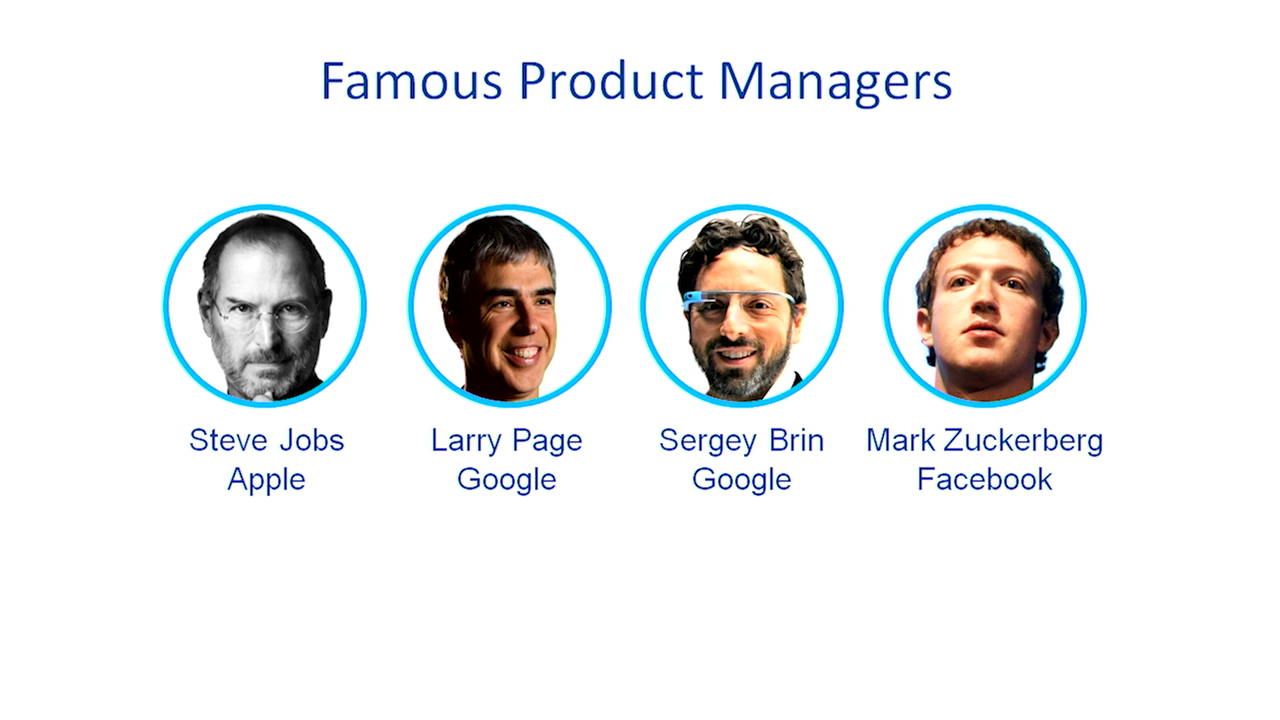 Famous Product Managers
Steve Jobs
Apple
Larry Page
Google
Sergey Brin
Google
Mark Zuckerberg
Facebook